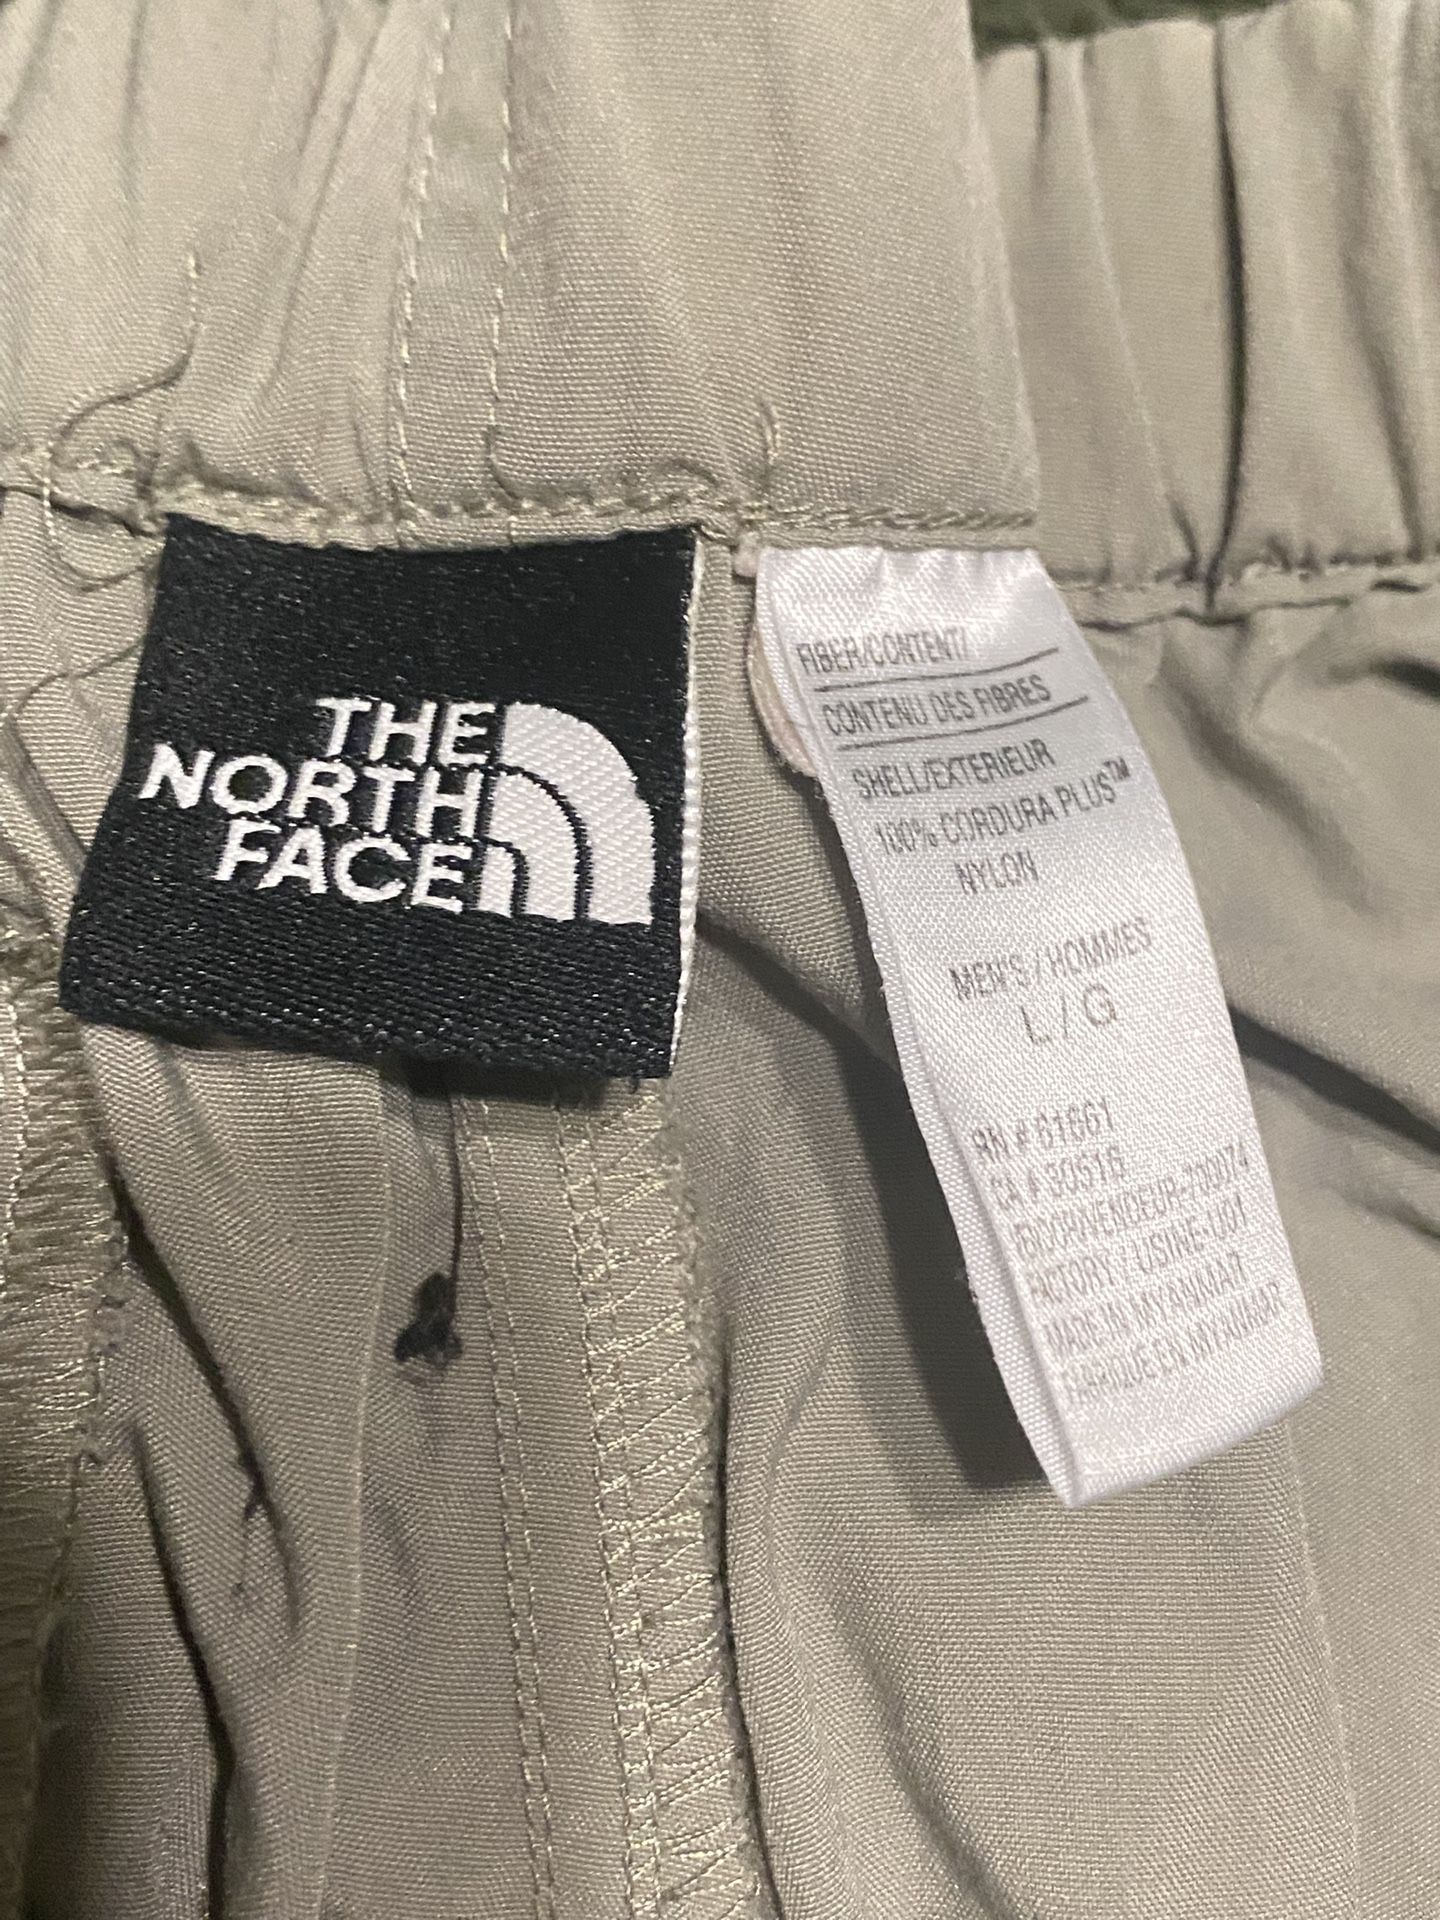 THE
NORTH
FACE
FIBER/CONTENT/
CONTENU DES FIBRES
SHELL/EXTERIEUR
100% CORDURA PLUS™
NYLON
MEN'S / HOMMES
L / G
RN # 61661
CA # 30516
FACTORY / USINE-U01
MADE IN MYANMAR
FABRIQUE EN MYANMAR